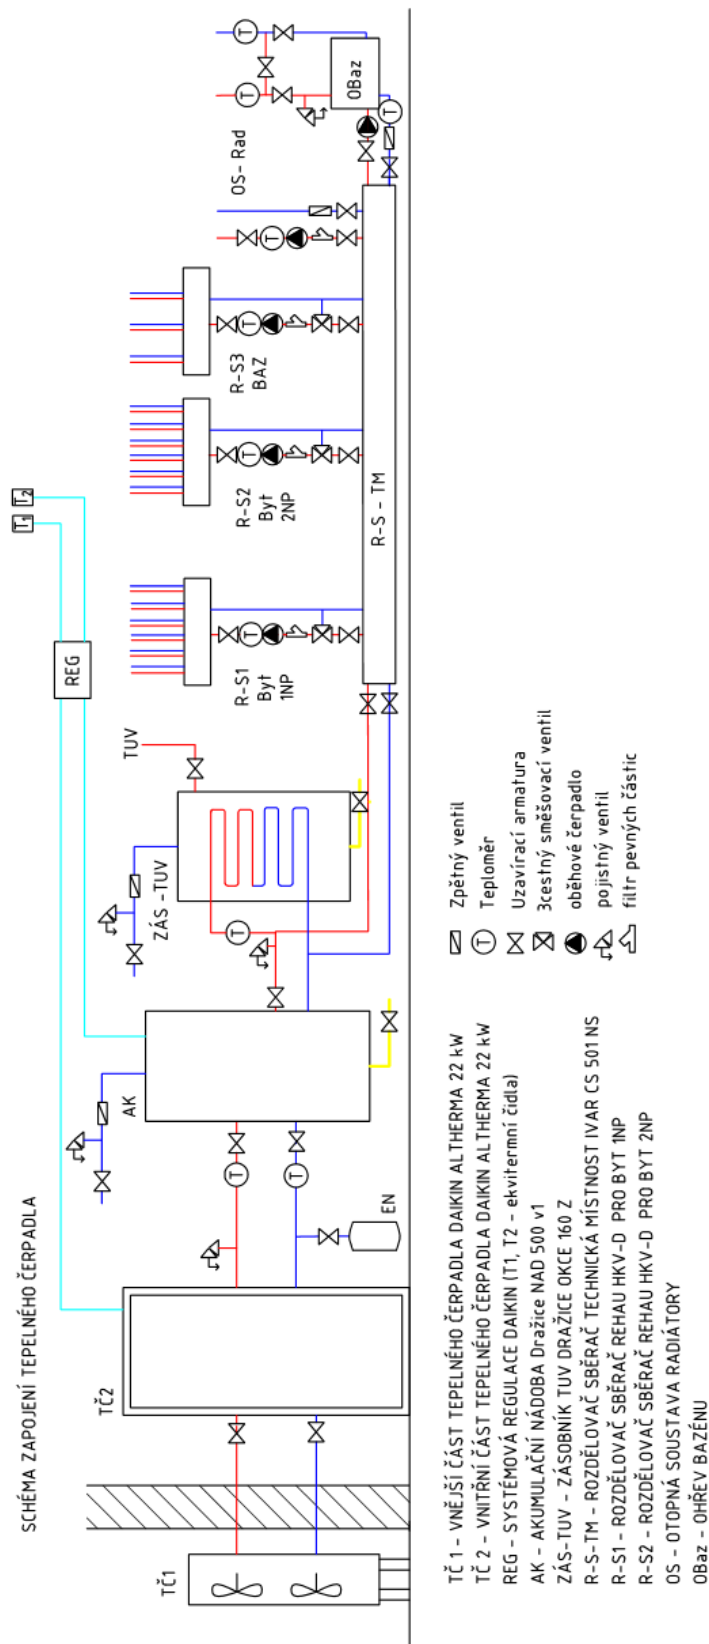 SCHÉMA ZAPOJENÍ TEPELNÉHO ČERPADLA
TČ1
TČ2
EN
T
T
AK
REG
T1
T2
ZÁS -TUV
T
TUV
R-S1
Byt
1NP
T
R-S2
Byt
2NP
T
R-S3
BAZ
T
OS- Rad
T
R-S - TM
OBaz
T
T
T
TČ 1 - VNĚJŠÍ ČÁST TEPELNÉHO ČERPADLA DAIKIN ALTHERMA 22 kW
TČ 2 - VNITŘNÍ ČÁST TEPELNÉHO ČERPADLA DAIKIN ALTHERMA 22 kW
REG - SYSTÉMOVÁ REGULACE DAIKIN (T1, T2 - ekvitermní čidla)
AK - AKUMULAČNÍ NÁDOBA Dražice NAD 500 v1
ZÁS-TUV - ZÁSOBNÍK TUV DRAŽICE OKCE 160 Z
R-S-TM - ROZDĚLOVAČ SBĚRAČ TECHNICKÁ MÍSTNOST IVAR CS 501 NS
R-S1 - ROZDĚLOVAČ SBĚRAČ REHAU HKV-D PRO BYT 1NP
R-S2 - ROZDĚLOVAČ SBĚRAČ REHAU HKV-D PRO BYT 2NP
OS - OTOPNÁ SOUSTAVA RADIÁTORY
OBaz - OHŘEV BAZÉNU
Zpětný ventil
T Teploměr
Uzavírací armatura
3cestný směšovací ventil
oběhové čerpadlo
pojistný ventil
filtr pevných částic